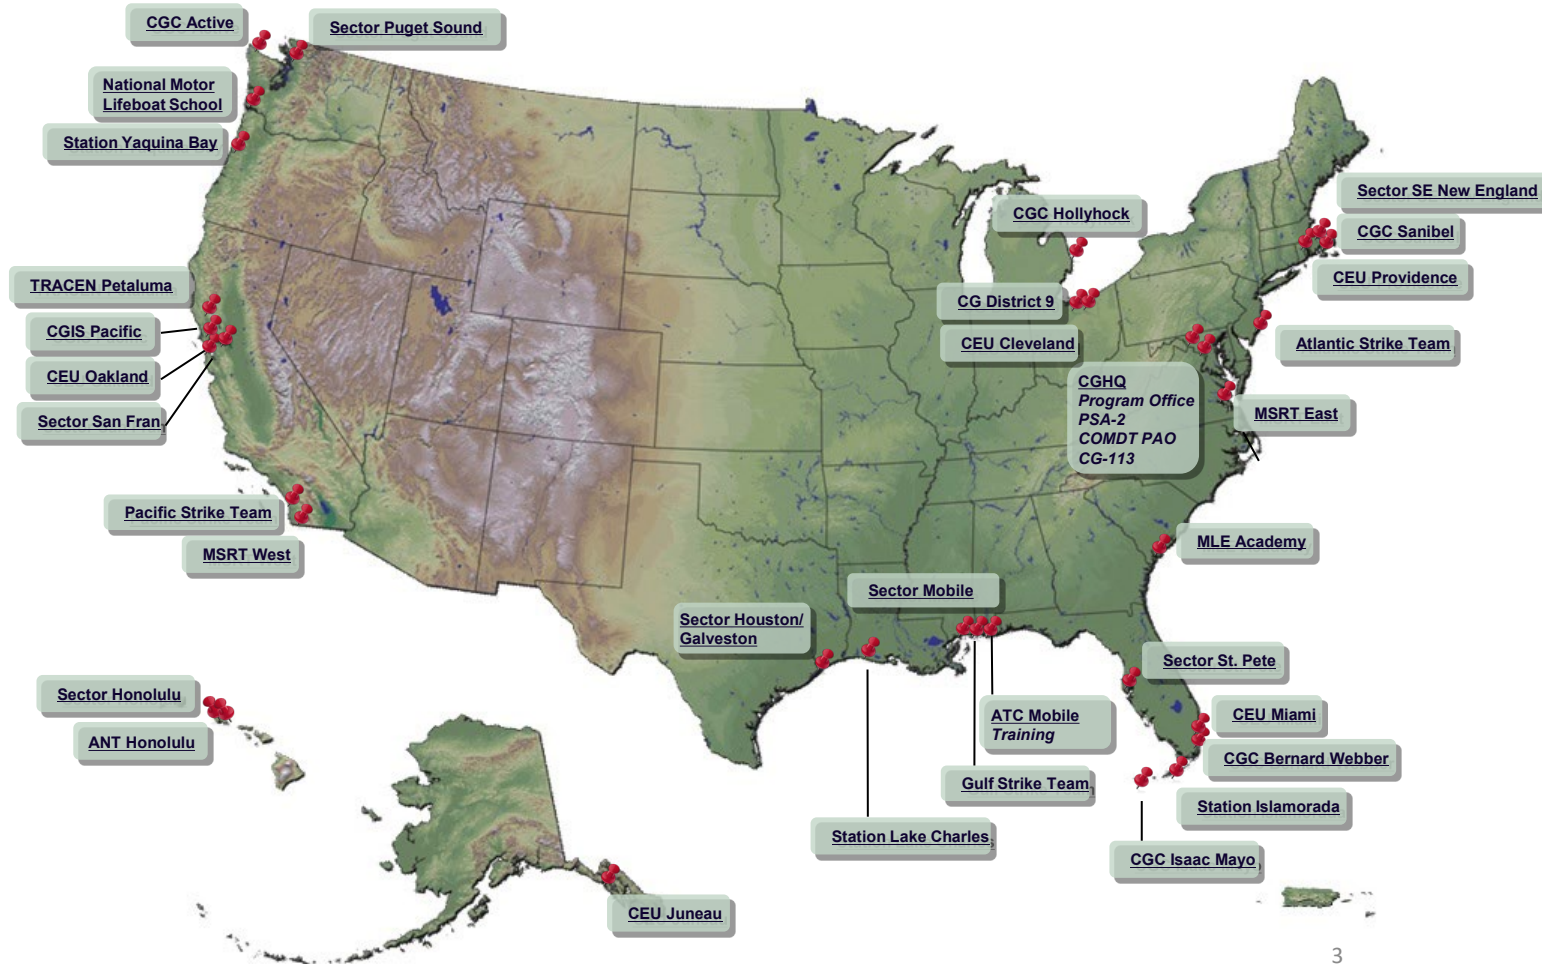 CGC Active
Sector Puget Sound
National Motor
Lifeboat School
Station Yaquina Bay
Sector SE New England
CGC Hollyhock
CGC Sanibel
CEU Providence
TRACEN Petaluma
CG District 9
CGIS Pacific
CEU Cleveland
Atlantic Strike Team
CEU Oakland
CGHQ
Program Office
PSA-2
COMDT PAO
CG-113
MSRT East
Sector San Fran
Pacific Strike Team
MSRT West
MLE Academy
Sector Mobile
Sector Houston/
Galveston
Sector St. Pete
Sector Honolulu
ANT Honolulu
ATC Mobile
Training
CEU Miami
CGC Bernard Webber
Gulf Strike Team
Station Islamorada
Station Lake Charles
CGC Isaac Mayo
CEU Juneau
3